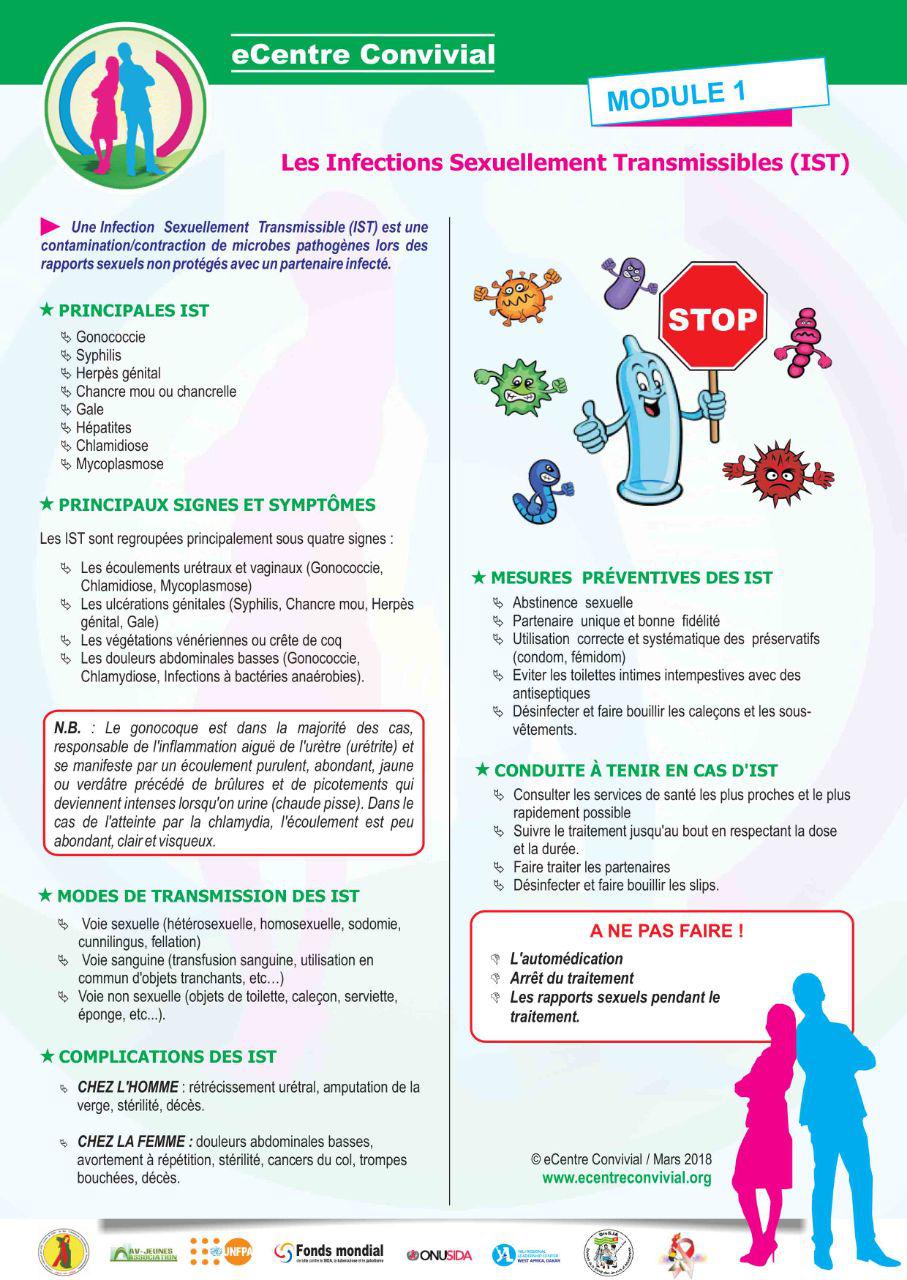 eCentre Convivial
MODULE 1
Les Infections Sexuellement Transmissibles (IST)
Une Infection Sexuellement Transmissible (IST) est une
contamination/contraction de microbes pathogènes lors des
rapports sexuels non protégés avec un partenaire infecté.
PRINCIPALES IST
Gonococcie
Syphilis
Herpès génital
Chancre mou ou chancrelle
Gale
Hépatites
Chlamidiose
Mycoplasmose
PRINCIPAUX SIGNES ET SYMPTÔMES
Les IST sont regroupées principalement sous quatre signes :
Les écoulements urétraux et vaginaux (Gonococcie,
Chlamidiose, Mycoplasmose)
Les ulcérations génitales (Syphilis, Chancre mou, Herpès
génital, Gale)
Les végétations vénériennes ou crête de coq
Les douleurs abdominales basses (Gonococcie,
Chlamydiose, Infections à bactéries anaérobies).
N.B. : Le gonocoque est dans la majorité des cas,
responsable de l'inflammation aiguë de l'urètre (urétrite) et
se manifeste par un écoulement purulent, abondant, jaune
ou verdâtre précédé de brûlures et de picotements qui
deviennent intenses lorsqu'on urine (chaude pisse). Dans le
cas de l'atteinte par la chlamydia, l'écoulement est peu
abondant, clair et visqueux.
MODES DE TRANSMISSION DES IST
Voie sexuelle (hétérosexuelle, homosexuelle, sodomie,
cunnilingus, fellation)
Voie sanguine (transfusion sanguine, utilisation en
commun d'objets tranchants, etc…)
Voie non sexuelle (objets de toilette, caleçon, serviette,
éponge, etc...).
COMPLICATIONS DES IST
CHEZ L'HOMME : rétrécissement urétral, amputation de la
verge, stérilité, décès.
CHEZ LA FEMME : douleurs abdominales basses,
avortement à répétition, stérilité, cancers du col, trompes
bouchées, décès.
STOP
MESURES PRÉVENTIVES DES IST
Abstinence sexuelle
Partenaire unique et bonne fidélité
Utilisation correcte et systématique des préservatifs
(condom, fémidom)
Eviter les toilettes intimes intempestives avec des
antiseptiques
Désinfecter et faire bouillir les caleçons et les sous-
vêtements.
CONDUITE À TENIR EN CAS D'IST
Consulter les services de santé les plus proches et le plus
rapidement possible
Suivre le traitement jusqu'au bout en respectant la dose
et la durée.
Faire traiter les partenaires
Désinfecter et faire bouillir les slips.
A NE PAS FAIRE !
L'automédication
Arrêt du traitement
Les rapports sexuels pendant le
traitement.
© eCentre Convivial / Mars 2018
www.ecentreconvivial.org
AV-JEUNES
ASSOCIATION
UNFPA
Fonds mondial
ONUSIDA
YALI REGIONAL
LEADERSHIP CENTER
WEST AFRICA, DAKAR